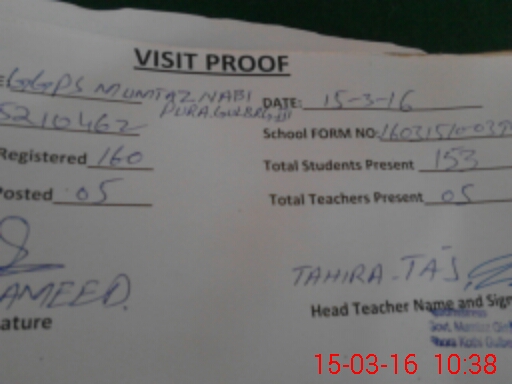 VISIT PROOF
GGPS MUMTAZ NABI
PURA. GULBRG III
DATE: 15-3-16
5210462
School FORM NO:
Registered 160
Total Students Present 153
Posted 05
Total Teachers Present 05
AMEED.
TAHIRA-TAJ
ature
Head Teacher Name and Sign
15-03-16 10:38